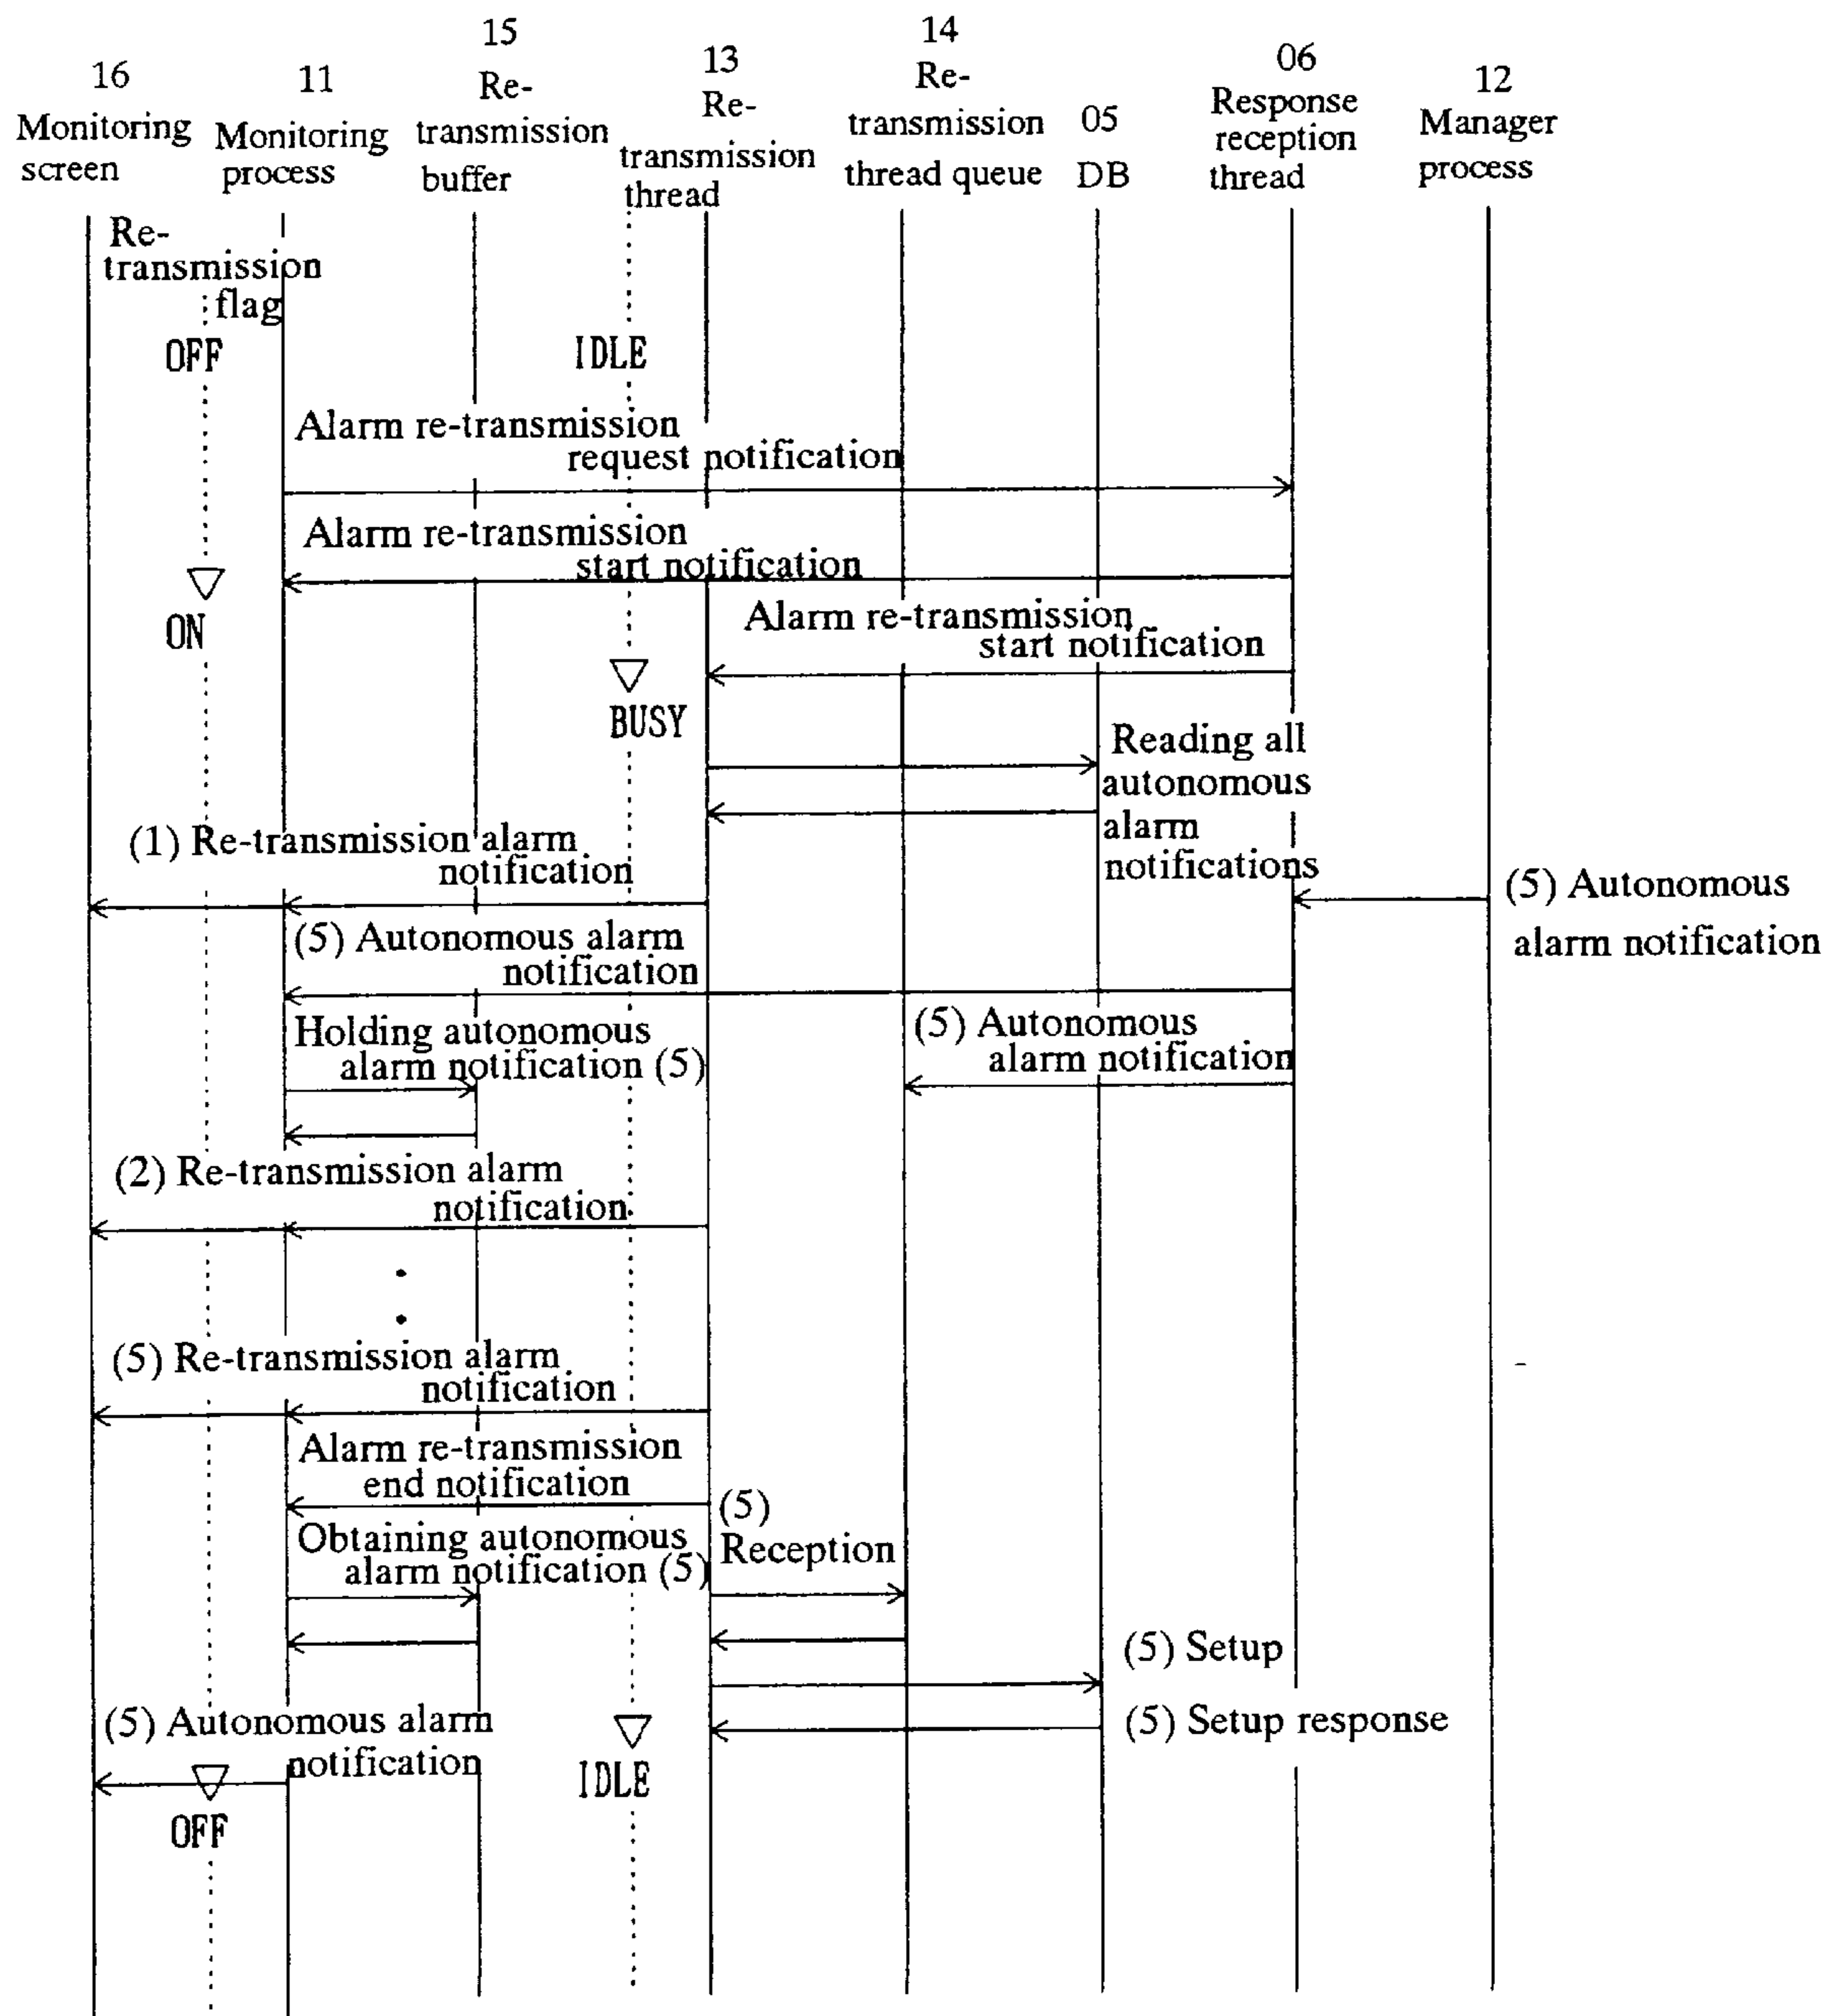 16
Monitoring
screen
11
Monitoring
process
15
Re-
transmission
buffer
13
Re-
transmission
thread
14
Re-
transmission
thread queue
05
DB
06
Response
reception
thread
12
Manager
process
Re-
transmission
flag
OFF
IDLE
Alarm re-transmission
request notification
Alarm re-transmission
start notification
ON
Alarm re-transmission
start notification
BUSY
Reading all
autonomous
alarm
notifications
(1) Re-transmission alarm
notification
(5) Autonomous
alarm notification
(5) Autonomous alarm
notification
Holding autonomous
alarm notification (5)
(5) Autonomous
alarm notification
(2) Re-transmission alarm
notification
(5) Re-transmission alarm
notification
Alarm re-transmission
end notification
(5)
Reception
Obtaining autonomous
alarm notification (5)
(5) Setup
(5) Setup response
(5) Autonomous alarm
notification
IDLE
OFF